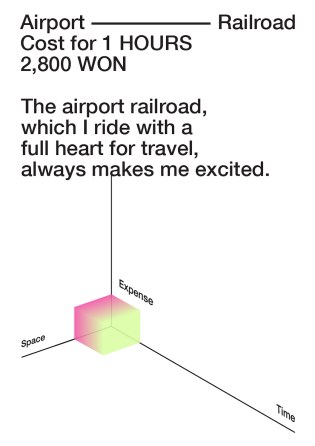 Airport ——— Railroad
Cost for 1 HOURS
2,800 WON
The airport railroad,
which I ride with a
full heart for travel,
always makes me excited.
Expense
Space
Time